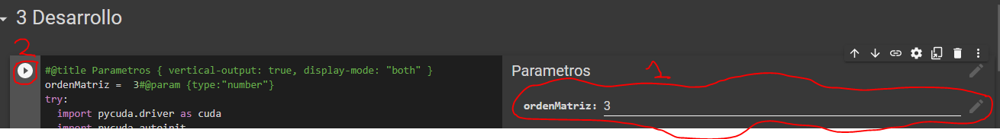 3 Desarrollo
2
#@title Parametros { vertical-output: true, display-mode: "both" }
ordenMatriz =  3#@param {type:"number"}
try:
import pycuda.driver as cuda
import pycuda.autoinit
1
Parametros
ordenMatriz: 3